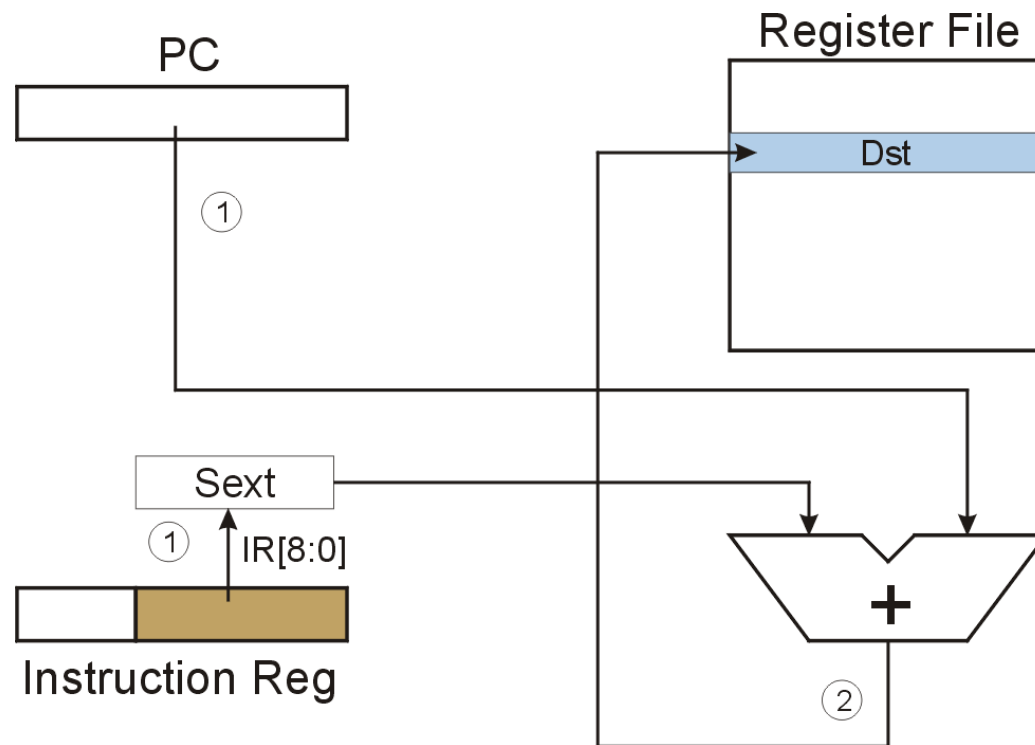 Register File
PC
Dst
1
Sext
1
IR[8:0]
+
Instruction Reg
2